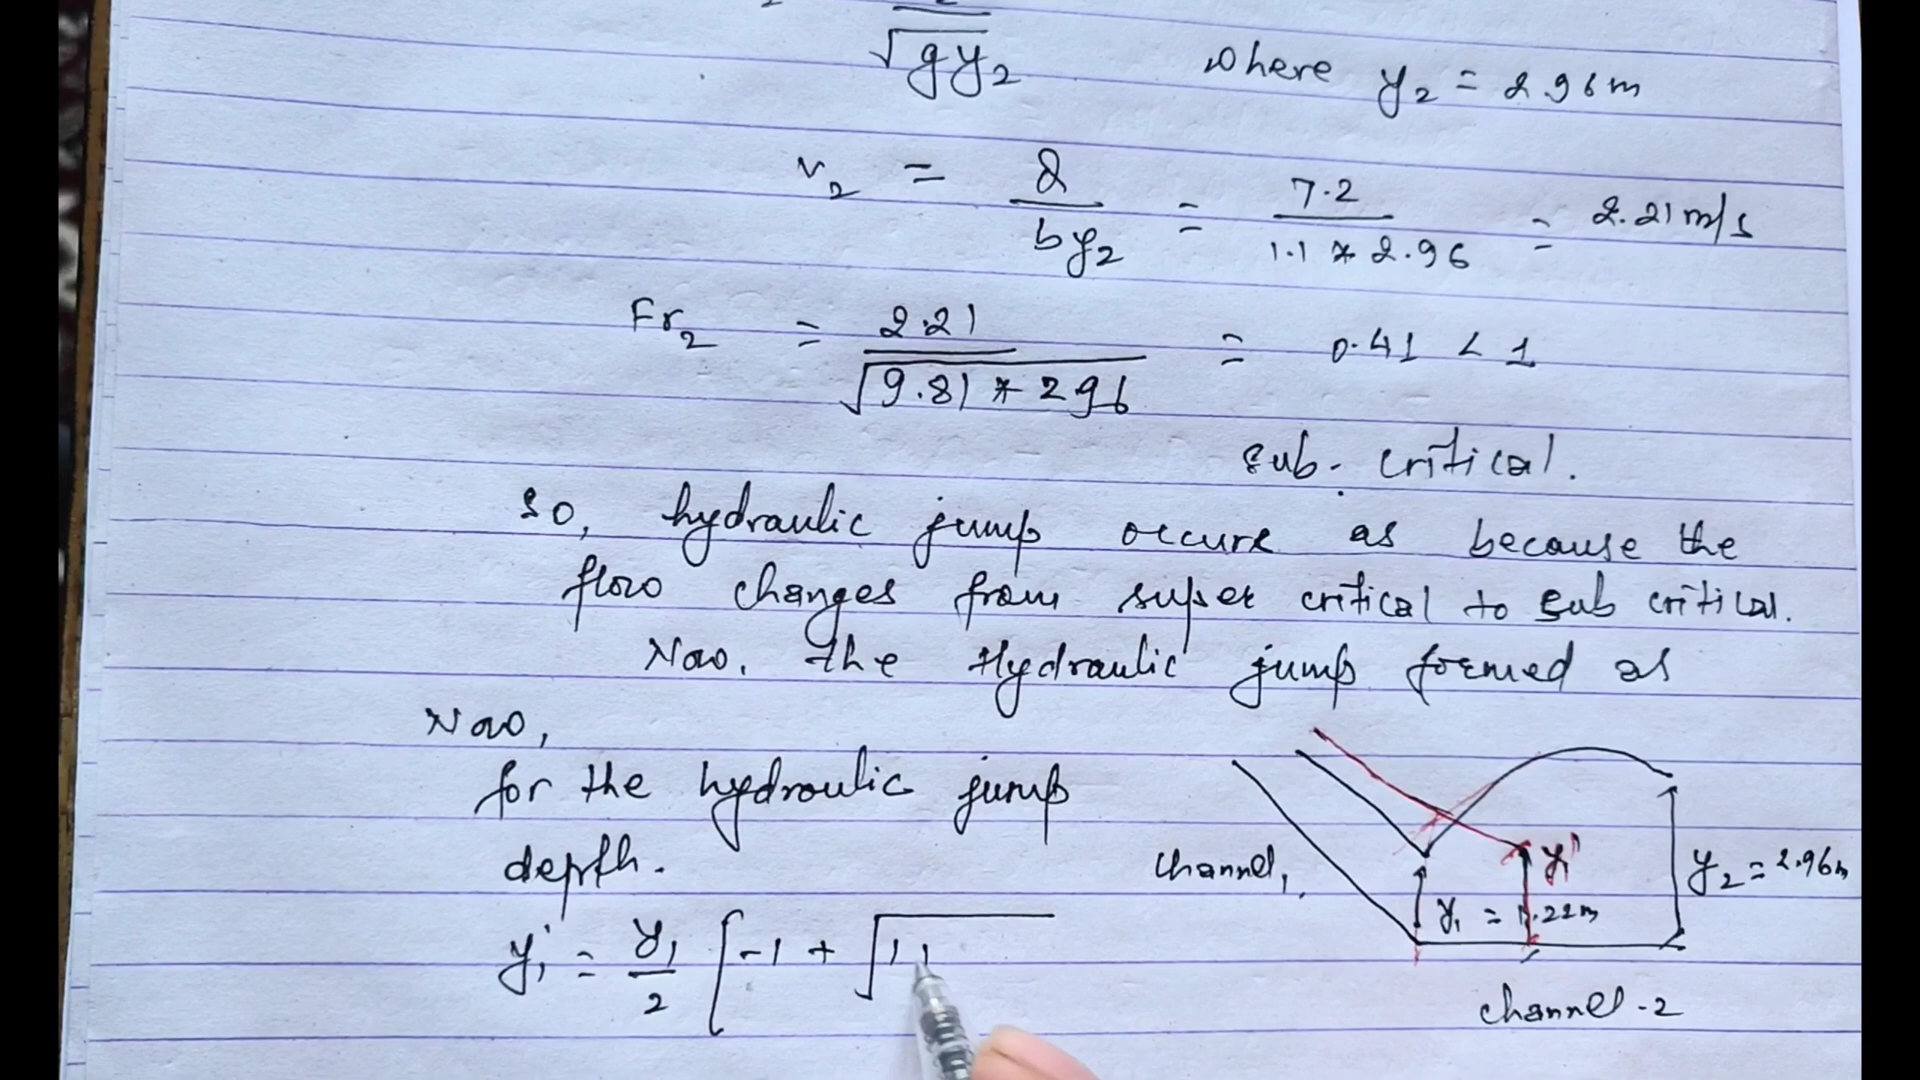 √gy₂ where y₂ = 2.96m
v₂ = Q/by₂ = 7.2/1.1 * 2.96 = 2.21 m/s
Fr₂ = 2.21/√9.81 * 296 = 0.41 < 1
sub-critical.
so, hydraulic jump occurs as because the
flow changes from super critical to sub critical.
Now, the Hydraulic jump formed as
Now,
for the hydraulic jump
depth.
y₁' = y₁/2 [-1 + √1 1
channel₁
y₁ = 1.22m
y₁'
y₂ = 2.96m
channel-2